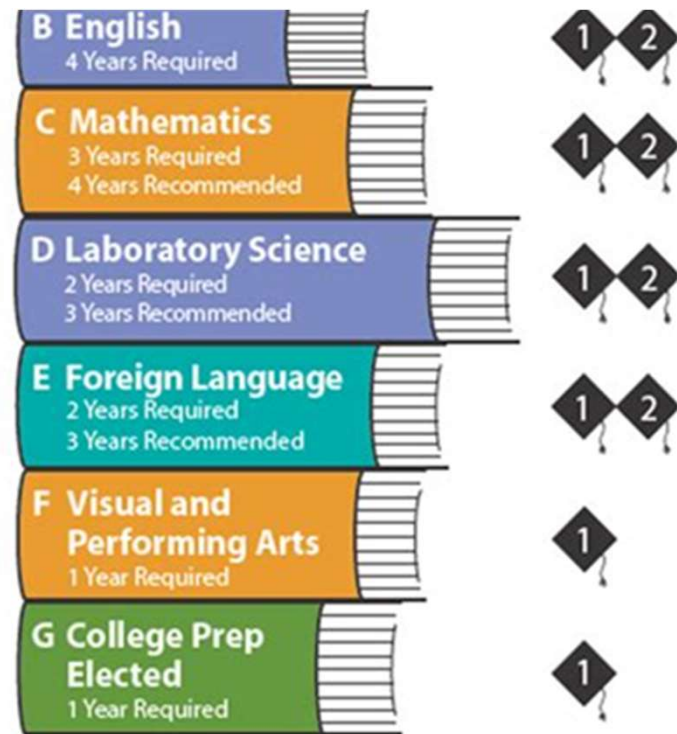 B English
4 Years Required
1 2
C Mathematics
3 Years Required
4 Years Recommended
1 2
D Laboratory Science
2 Years Required
3 Years Recommended
1 2
E Foreign Language
2 Years Required
3 Years Recommended
1 2
F Visual and
Performing Arts
1 Year Required
1
G College Prep
Elected
1 Year Required
1